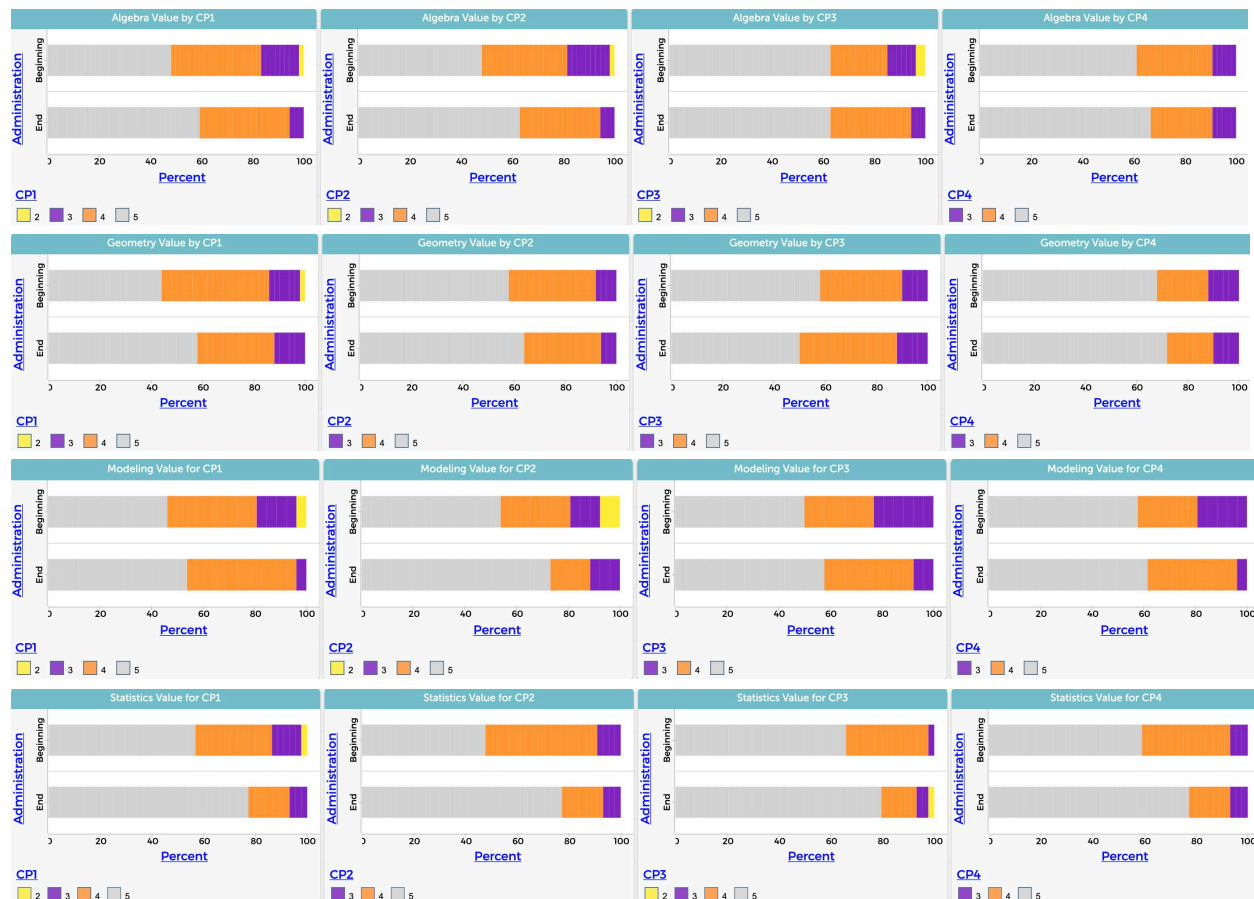 Algebra Value by CP1
Administration
Beginning
End
0 20 40 60 80 100
Percent
CP1
2 3 4 5
Algebra Value by CP2
Administration
Beginning
End
0 20 40 60 80 100
Percent
CP2
2 3 4 5
Algebra Value by CP3
Administration
Beginning
End
0 20 40 60 80 100
Percent
CP3
2 3 4 5
Algebra Value by CP4
Administration
Beginning
End
0 20 40 60 80 100
Percent
CP4
3 4 5
Geometry Value by CP1
Administration
Beginning
End
0 20 40 60 80 100
Percent
CP1
2 3 4 5
Geometry Value by CP2
Administration
Beginning
End
0 20 40 60 80 100
Percent
CP2
3 4 5
Geometry Value by CP3
Administration
Beginning
End
0 20 40 60 80 100
Percent
CP3
3 4 5
Geometry Value by CP4
Administration
Beginning
End
0 20 40 60 80 100
Percent
CP4
3 4 5
Modeling Value for CP1
Administration
Beginning
End
0 20 40 60 80 100
Percent
CP1
2 3 4 5
Modeling Value for CP2
Administration
Beginning
End
0 20 40 60 80 100
Percent
CP2
2 3 4 5
Modeling Value for CP3
Administration
Beginning
End
0 20 40 60 80 100
Percent
CP3
3 4 5
Modeling Value for CP4
Administration
Beginning
End
0 20 40 60 80 100
Percent
CP4
3 4 5
Statistics Value for CP1
Administration
Beginning
End
0 20 40 60 80 100
Percent
CP1
2 3 4 5
Statistics Value for CP2
Administration
Beginning
End
0 20 40 60 80 100
Percent
CP2
3 4 5
Statistics Value for CP3
Administration
Beginning
End
0 20 40 60 80 100
Percent
CP3
2 3 4 5
Statistics Value for CP4
Administration
Beginning
End
0 20 40 60 80 100
Percent
CP4
3 4 5